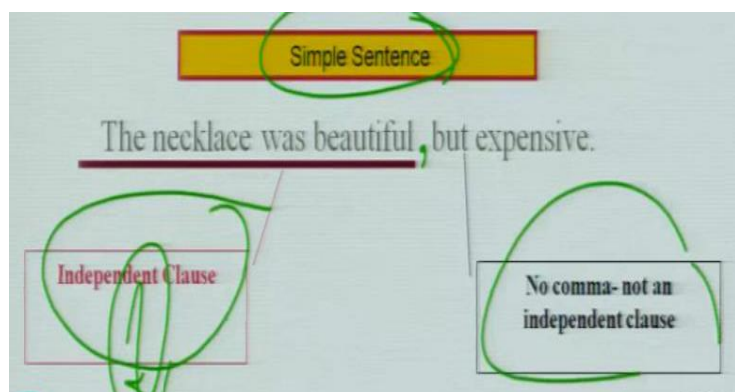 Simple Sentence
The necklace was beautiful, but expensive.
Independent Clause
No comma- not an
independent clause